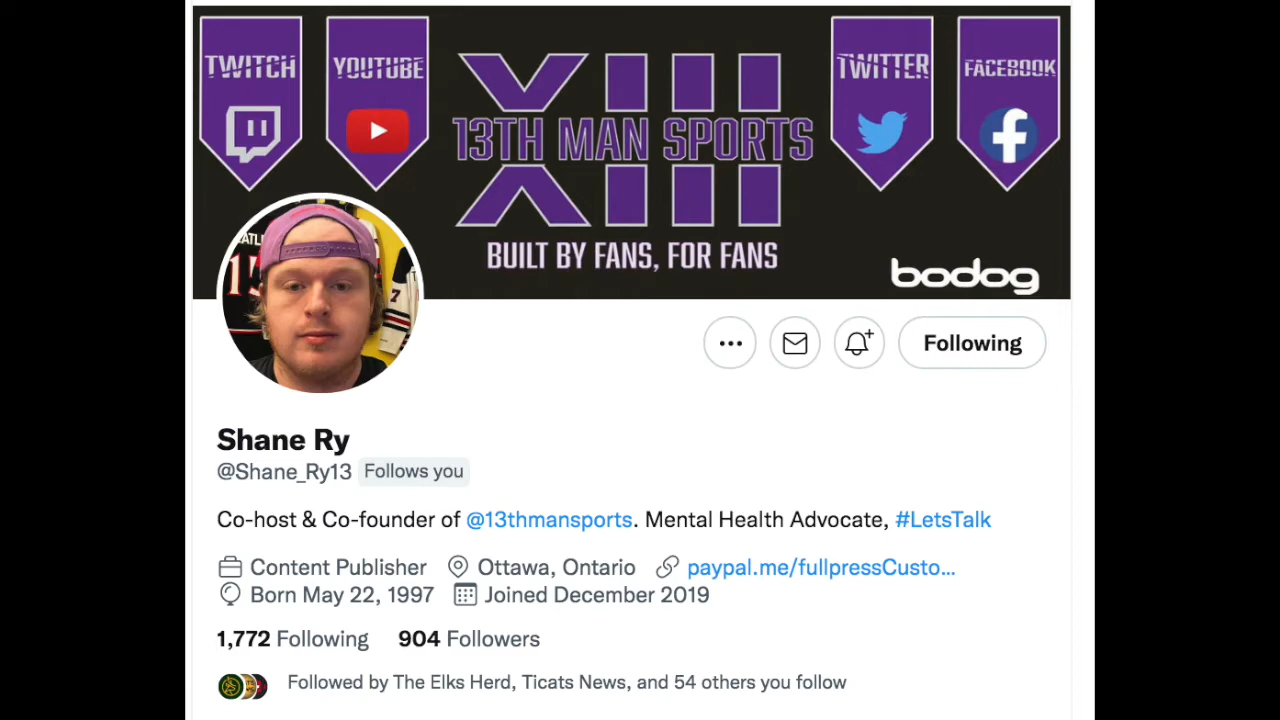 TWITCH
YOUTUBE
13TH MAN SPORTS
TWITTER
FACEBOOK
XIII
BUILT BY FANS, FOR FANS
bodog
15
7
Following
Shane Ry
@Shane_Ry13 Follows you
Co-host & Co-founder of @13thmansports. Mental Health Advocate, #LetsTalk
Content Publisher Ottawa, Ontario paypal.me/fullpressCusto...
Born May 22, 1997 Joined December 2019
1,772 Following 904 Followers
Followed by The Elks Herd, Ticats News, and 54 others you follow